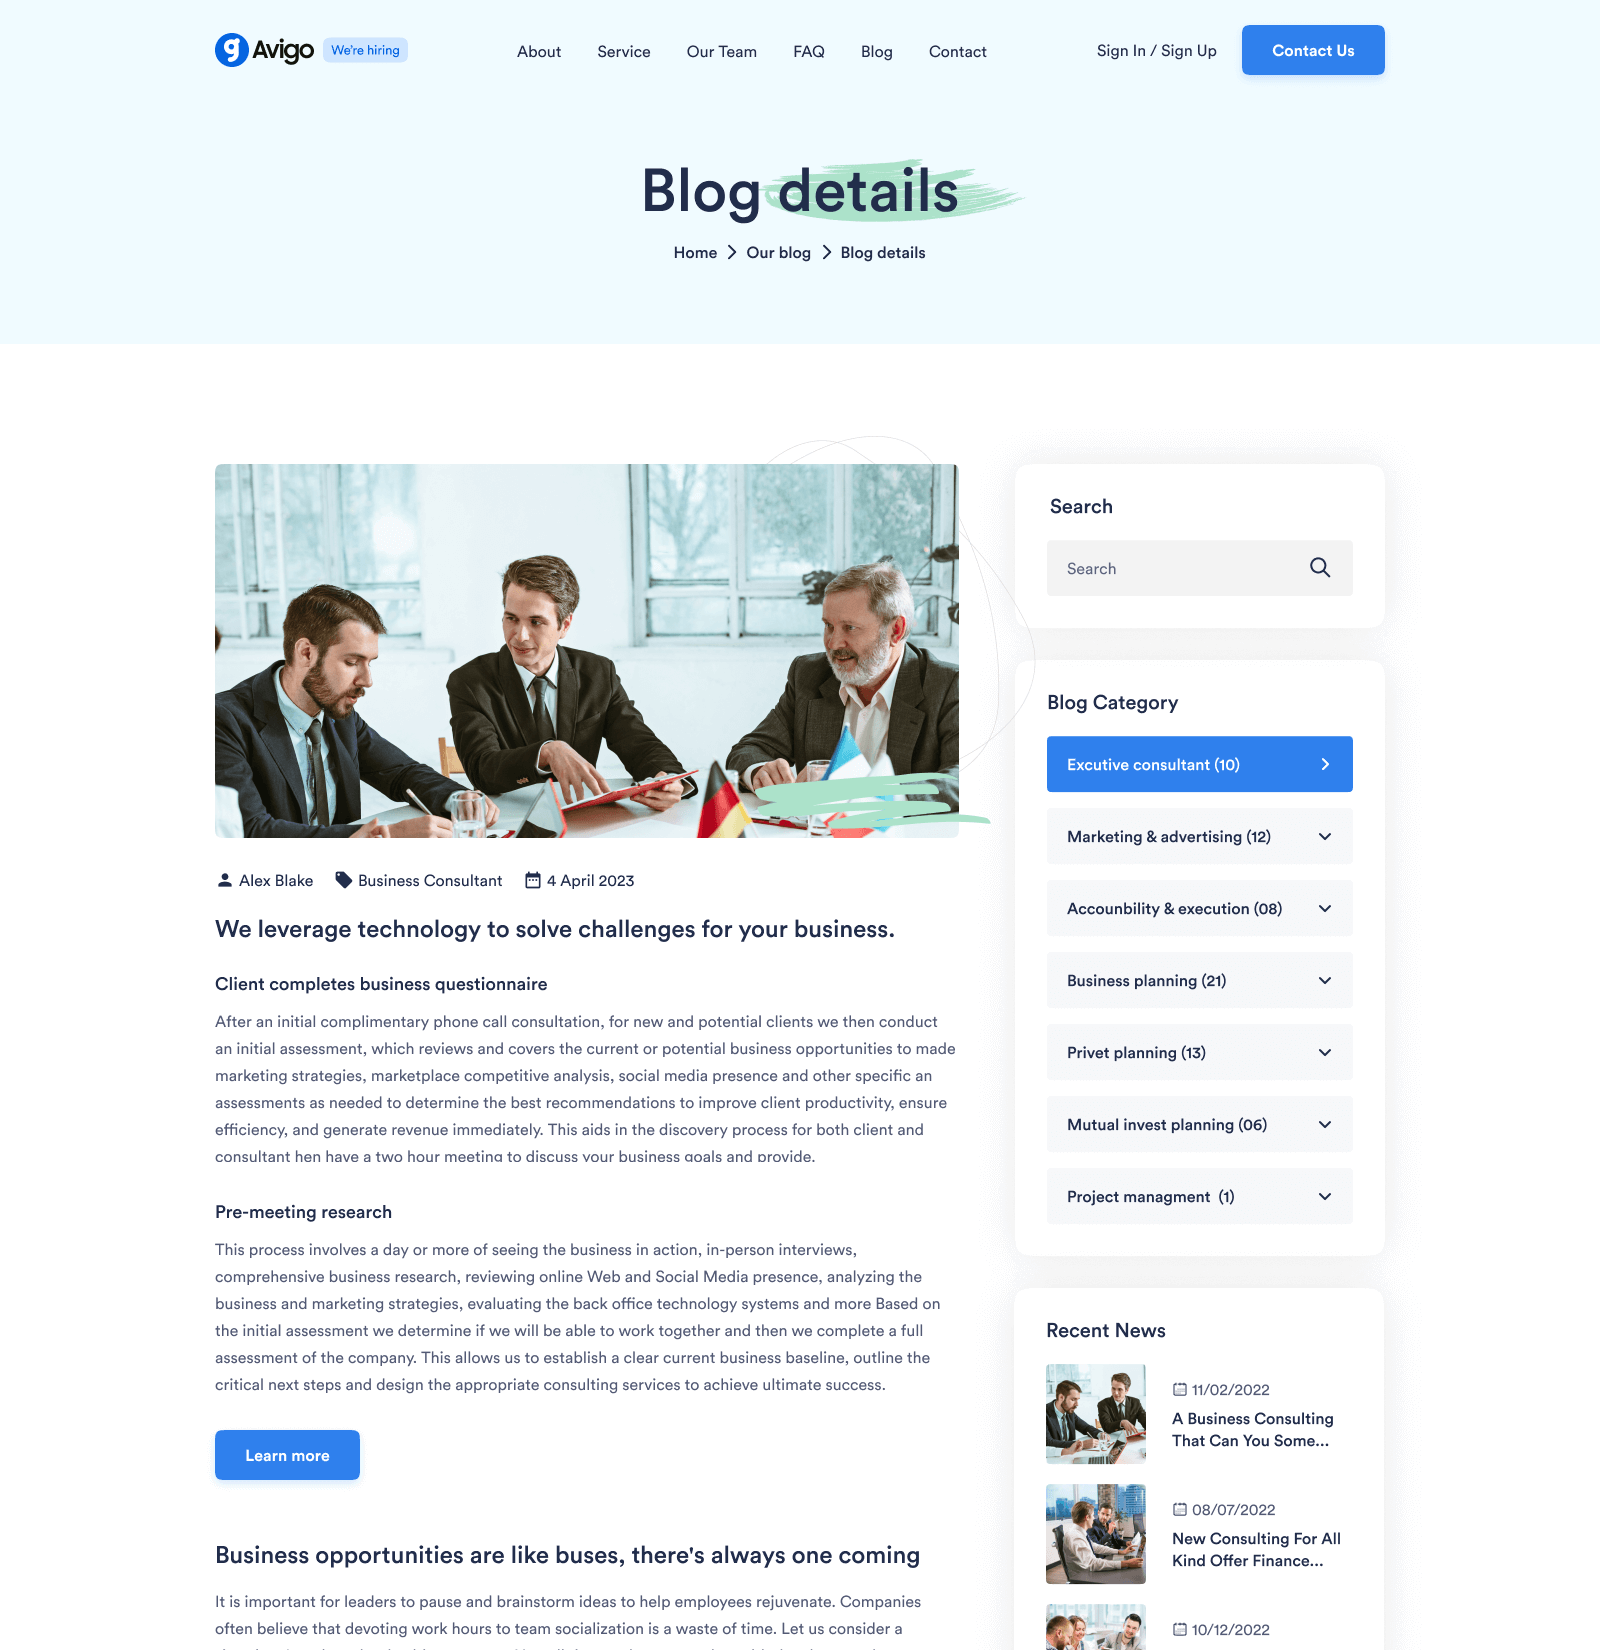 Avigo
We're hiring
About
Service
Our Team
FAQ
Blog
Contact
Sign In / Sign Up
Contact Us
Blog details
Home
Our blog
Blog details
Alex Blake
Business Consultant
4 April 2023
We leverage technology to solve challenges for your business.
Client completes business questionnaire
After an initial complimentary phone call consultation, for new and potential clients we then conduct
an initial assessment, which reviews and covers the current or potential business opportunities to made
marketing strategies, marketplace competitive analysis, social media presence and other specific an
assessments as needed to determine the best recommendations to improve client productivity, ensure
efficiency, and generate revenue immediately. This aids in the discovery process for both client and
consultant hen have a two hour meeting to discuss your business goals and provide.
Pre-meeting research
This process involves a day or more of seeing the business in action, in-person interviews,
comprehensive business research, reviewing online Web and Social Media presence, analyzing the
business and marketing strategies, evaluating the back office technology systems and more Based on
the initial assessment we determine if we will be able to work together and then we complete a full
assessment of the company. This allows us to establish a clear current business baseline, outline the
critical next steps and design the appropriate consulting services to achieve ultimate success.
Learn more
Business opportunities are like buses, there's always one coming
It is important for leaders to pause and brainstorm ideas to help employees rejuvenate. Companies
often believe that devoting work hours to team socialization is a waste of time. Let us consider a
Search
Search
Blog Category
Excutive consultant (10)
Marketing & advertising (12)
Accounbility & execution (08)
Business planning (21)
Privet planning (13)
Mutual invest planning (06)
Project managment (1)
Recent News
11/02/2022
A Business Consulting
That Can You Some...
08/07/2022
New Consulting For All
Kind Offer Finance...
10/12/2022